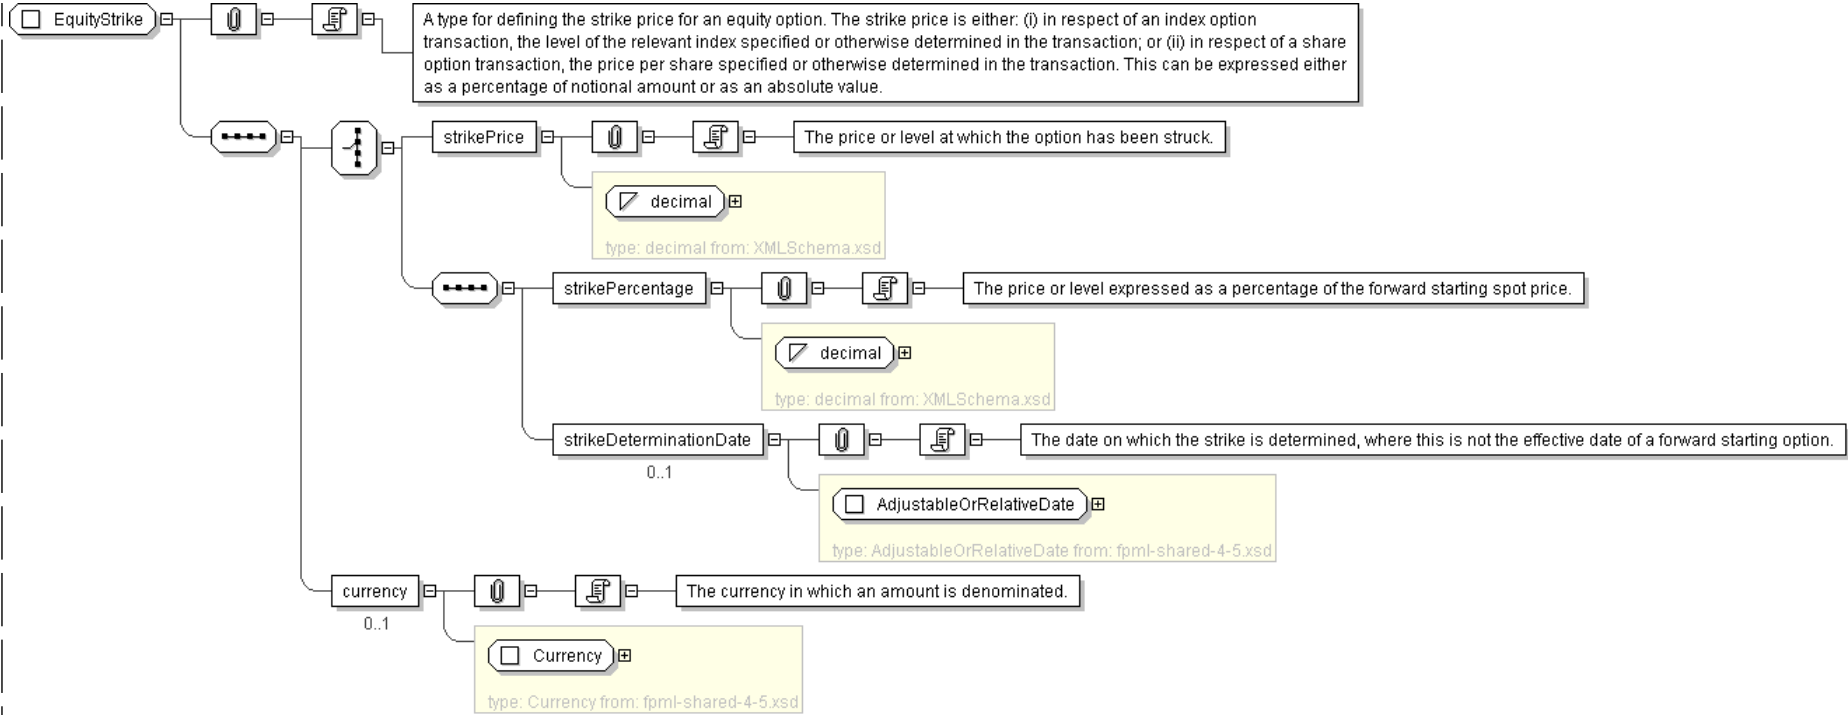 EquityStrike
A type for defining the strike price for an equity option. The strike price is either: (i) in respect of an index option
transaction, the level of the relevant index specified or otherwise determined in the transaction; or (ii) in respect of a share
option transaction, the price per share specified or otherwise determined in the transaction. This can be expressed either
as a percentage of notional amount or as an absolute value.
strikePrice
The price or level at which the option has been struck.
decimal
type: decimal from: XMLSchema.xsd
strikePercentage
The price or level expressed as a percentage of the forward starting spot price.
decimal
type: decimal from: XMLSchema.xsd
strikeDeterminationDate
The date on which the strike is determined, where this is not the effective date of a forward starting option.
0..1
AdjustableOrRelativeDate
type: AdjustableOrRelativeDate from: fpml-shared-4-5.xsd
currency
The currency in which an amount is denominated.
0..1
Currency
type: Currency from: fpml-shared-4-5.xsd